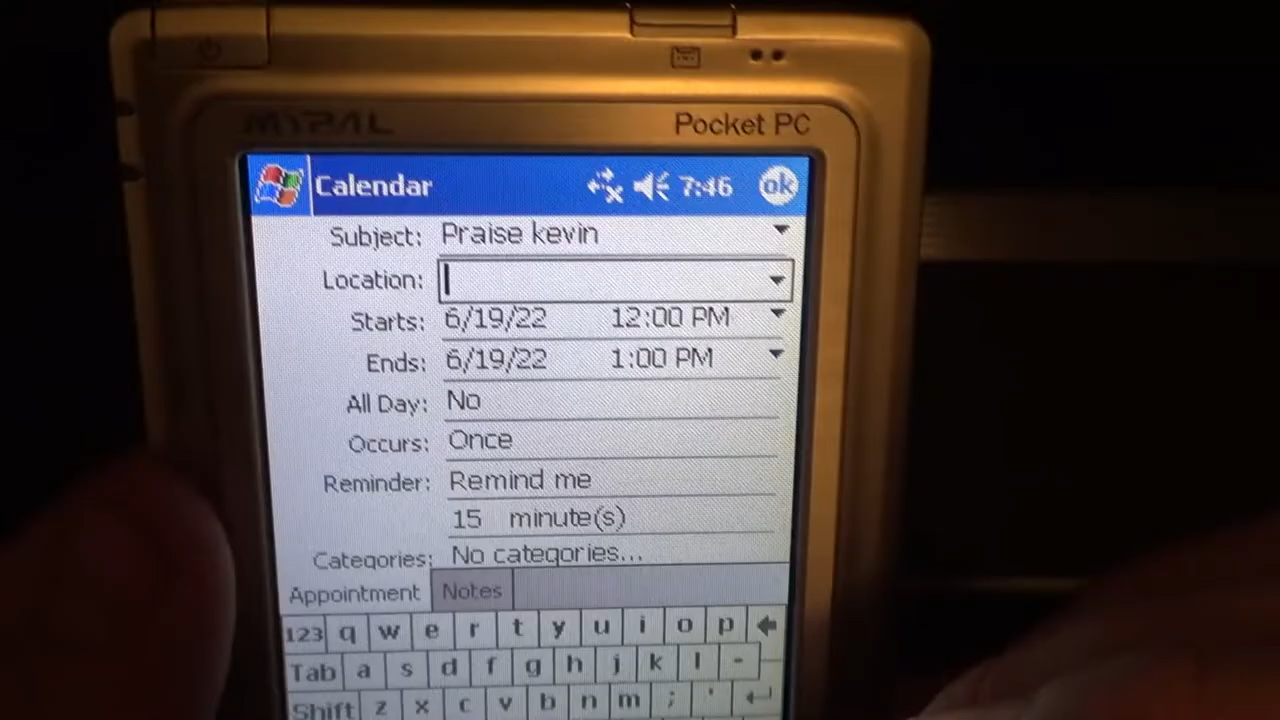 MYPAL Pocket PC
Calendar 7:46 ok
Subject: Praise kevin
Location:
Starts: 6/19/22 12:00 PM
Ends: 6/19/22 1:00 PM
All Day: No
Occurs: Once
Reminder: Remind me
15 minute(s)
Categories: No categories...
Appointment Notes
123 q w e r t y u i o p
Tab a s d f g h j k l -
Shift z x c v b n m ; '